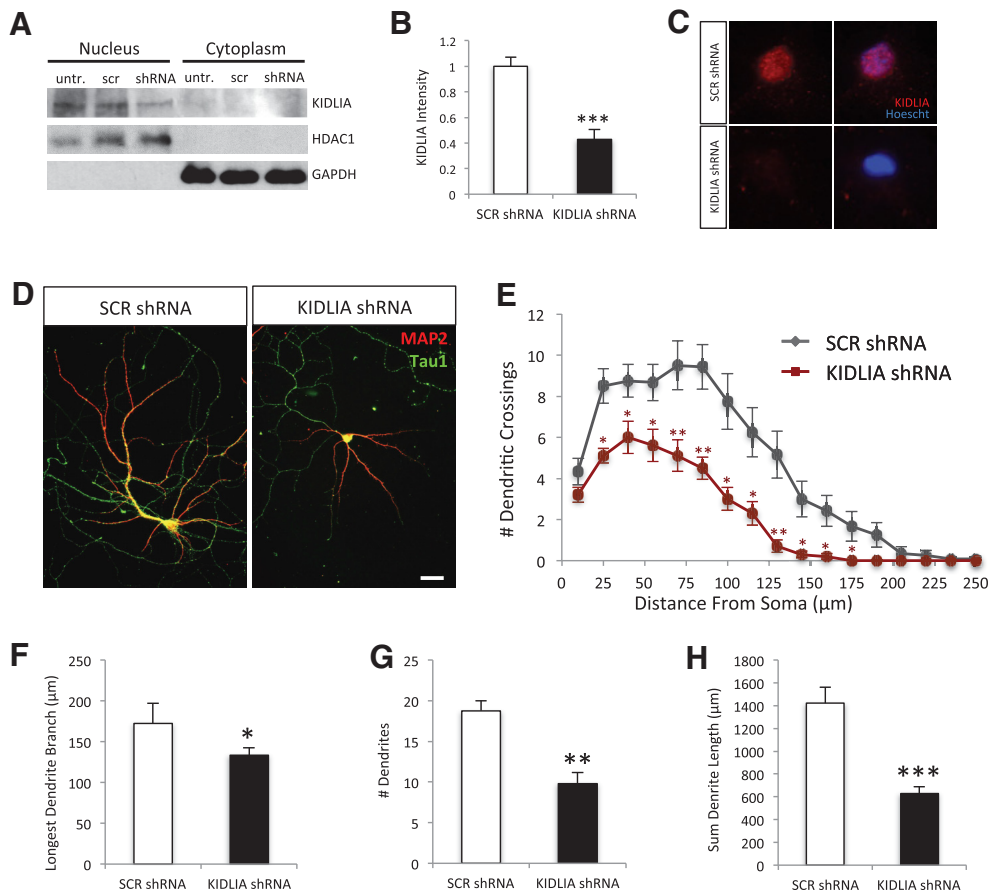 A
Nucleus Cytoplasm
untr. scr shRNA untr. scr shRNA
KIDLIA
HDAC1
GAPDH
B
KIDLIA Intensity
1.4
1.2
1
0.8
0.6
0.4
0.2
0
***
SCR shRNA KIDLIA shRNA
C
SCR shRNA
KIDLIA
Hoescht
KIDLIA shRNA
D
SCR shRNA KIDLIA shRNA
MAP2
Tau1
E
# Dendritic Crossings
12
10
8
6
4
2
0
SCR shRNA
KIDLIA shRNA
* * * ** ** * * ** * * *
0 25 50 75 100 125 150 175 200 225 250
Distance From Soma (µm)
F
Longest Dendrite Branch (µm)
250
200
150
100
50
0
*
SCR shRNA KIDLIA shRNA
G
# Dendrites
25
20
15
10
5
0
**
SCR shRNA KIDLIA shRNA
H
Sum Denrite Length (µm)
1800
1600
1400
1200
1000
800
600
400
200
0
***
SCR shRNA KIDLIA shRNA